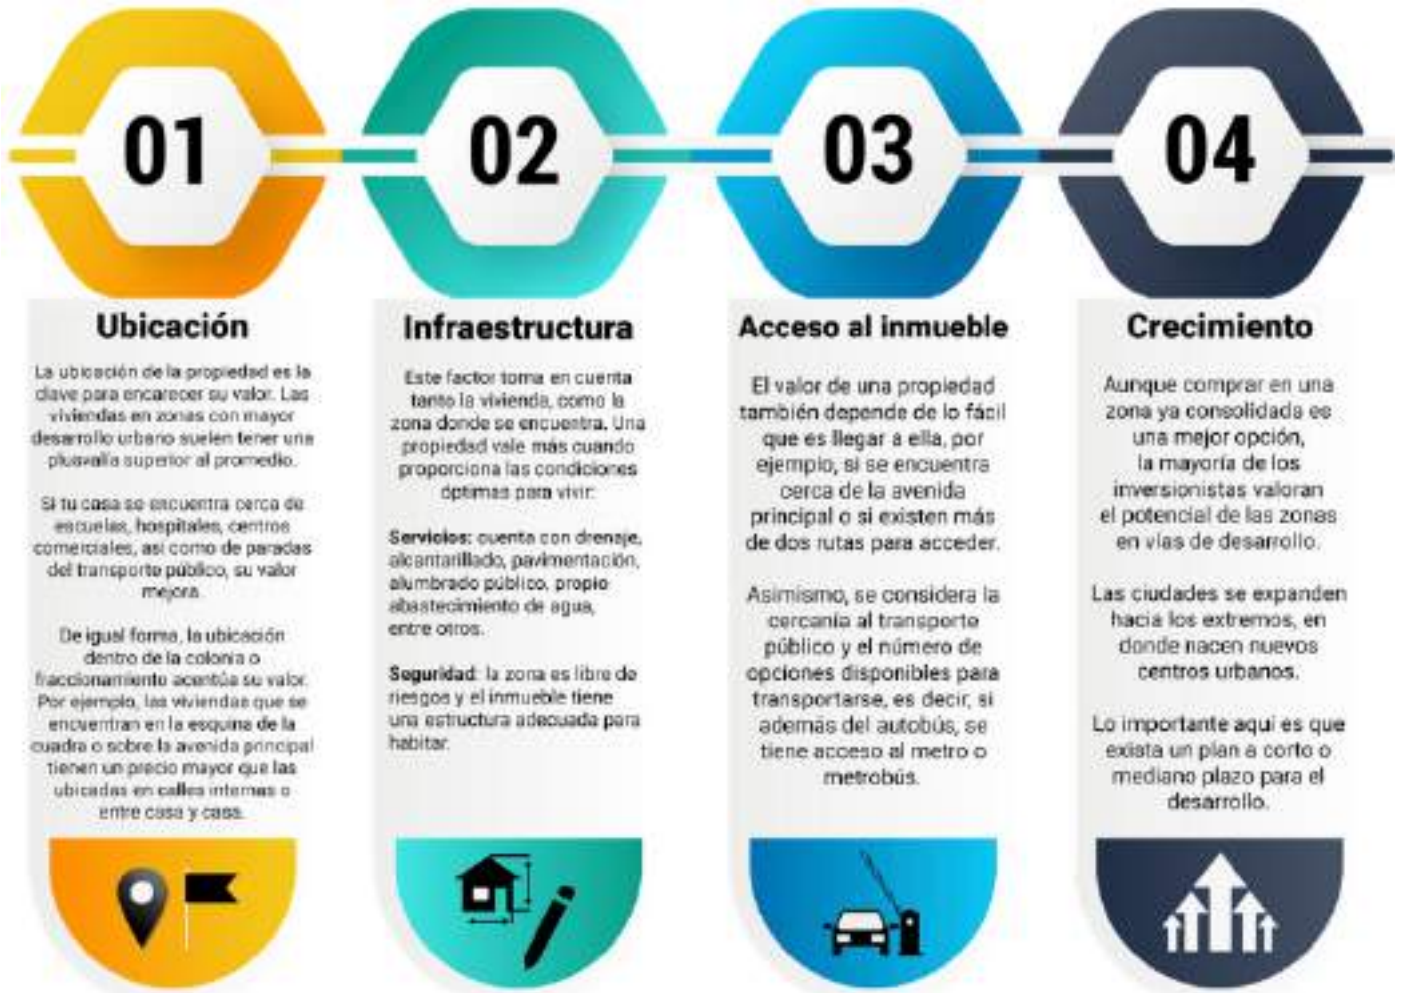 01
Ubicación
La ubicación de la propiedad es la
clave para encarecer su valor. Las
viviendas en zonas con mayor
desarrollo urbano suelen tener una
plusvalía superior al promedio.
Si tu casa se encuentra cerca de
escuelas, hospitales, centros
comerciales, así como de paradas
del transporte público, su valor
mejora.
De igual forma, la ubicación
dentro de la colonia o
fraccionamiento acentúa su valor.
Por ejemplo, las viviendas que se
encuentran en la esquina de la
cuadra o sobre la avenida principal
tienen un precio mayor que las
ubicadas en calles internas o
entre casa y casa.
02
Infraestructura
Este factor toma en cuenta
tanto la vivienda, como la
zona donde se encuentra. Una
propiedad vale más cuando
proporciona las condiciones
óptimas para vivir:
Servicios: cuenta con drenaje,
alcantarillado, pavimentación,
alumbrado público, propio
abastecimiento de agua,
entre otros.
Seguridad: la zona es libre de
riesgos y el inmueble tiene
una estructura adecuada para
habitar.
03
Acceso al inmueble
El valor de una propiedad
también depende de lo fácil
que es llegar a ella, por
ejemplo, si se encuentra
cerca de la avenida
principal o si existen más
de dos rutas para acceder.
Asimismo, se considera la
cercanía al transporte
público y el número de
opciones disponibles para
transportarse, es decir, si
además del autobús, se
tiene acceso al metro o
metrobús.
04
Crecimiento
Aunque comprar en una
zona ya consolidada es
una mejor opción,
la mayoría de los
inversionistas valoran
el potencial de las zonas
en vías de desarrollo.
Las ciudades se expanden
hacia los extremos, en
donde nacen nuevos
centros urbanos.
Lo importante aquí es que
exista un plan a corto o
mediano plazo para el
desarrollo.